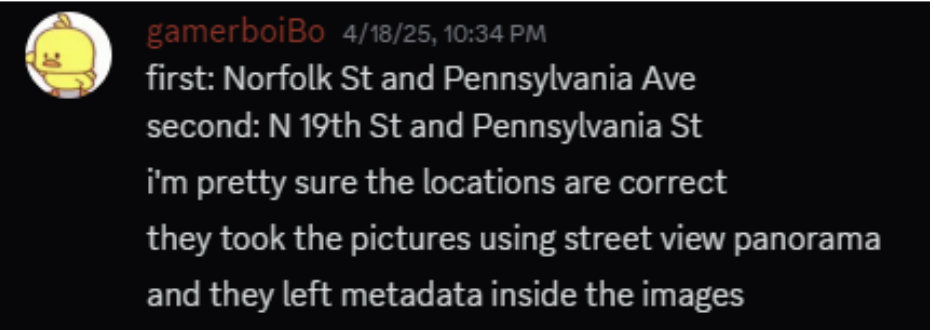 gamerboiBo 4/18/25, 10:34 PM
first: Norfolk St and Pennsylvania Ave
second: N 19th St and Pennsylvania St
i'm pretty sure the locations are correct
they took the pictures using street view panorama
and they left metadata inside the images